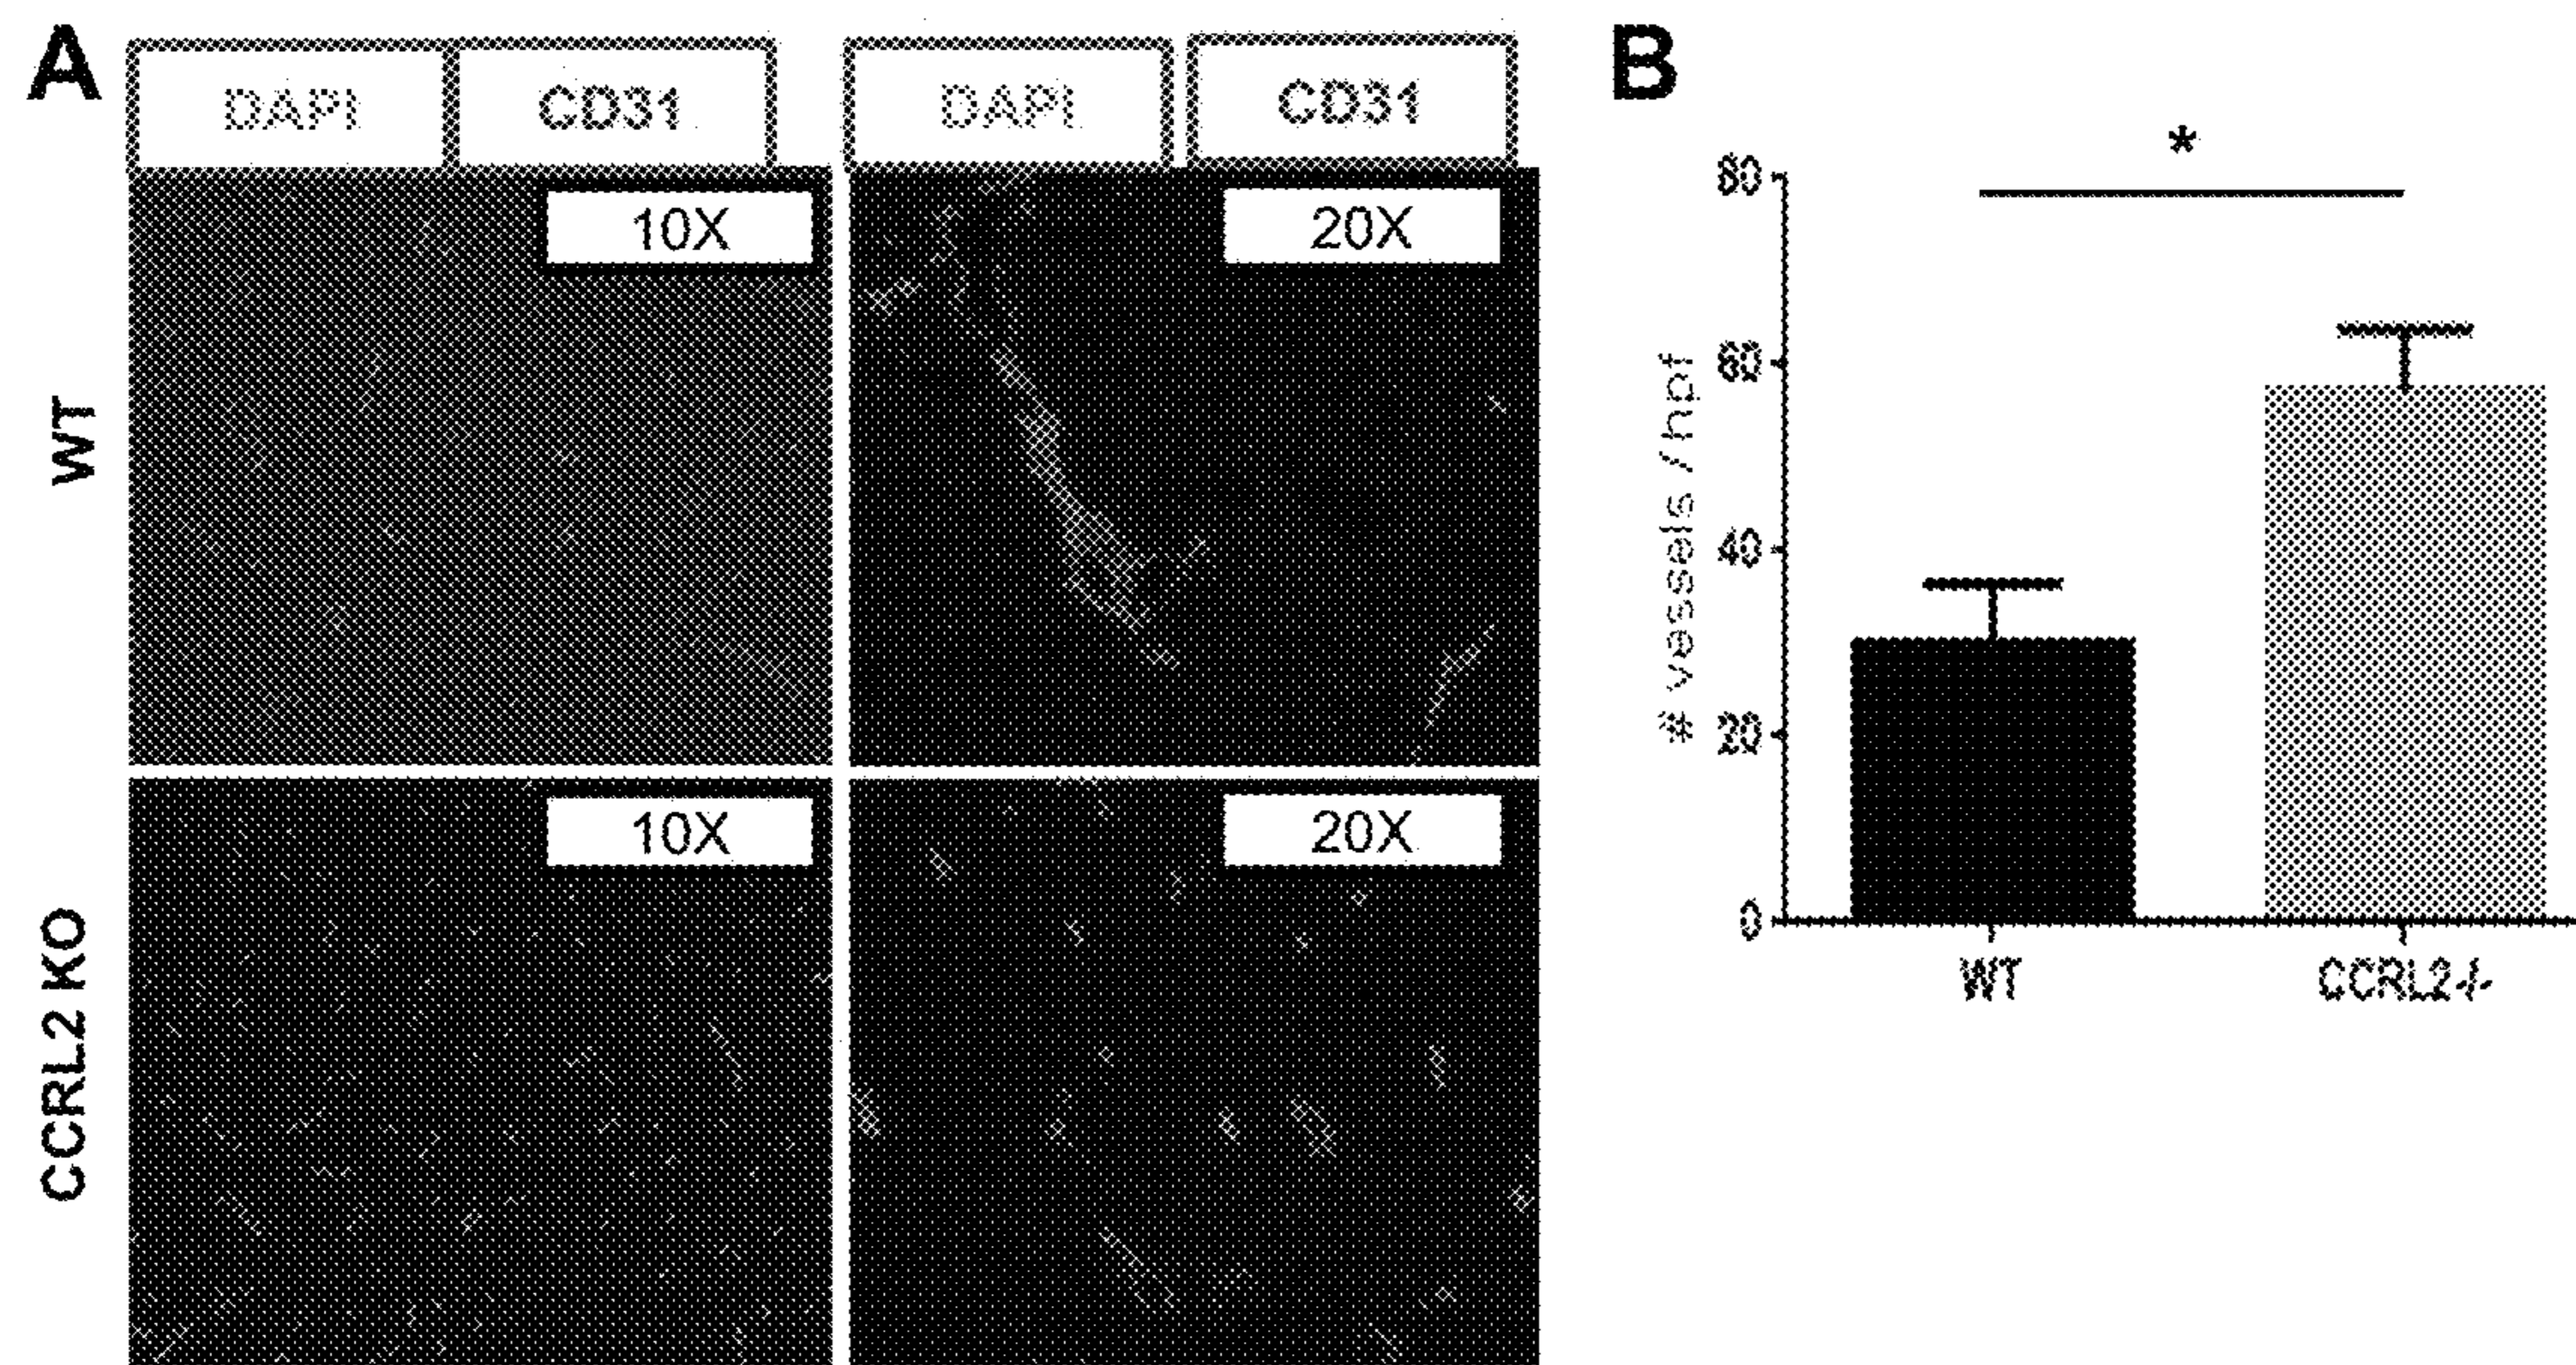 A
DAPI CD31 DAPI CD31
10X 20X
WT
10X 20X
CCRL2 KO
B
*
# vessels / hpf
80
60
40
20
0
WT CCRL2-/-